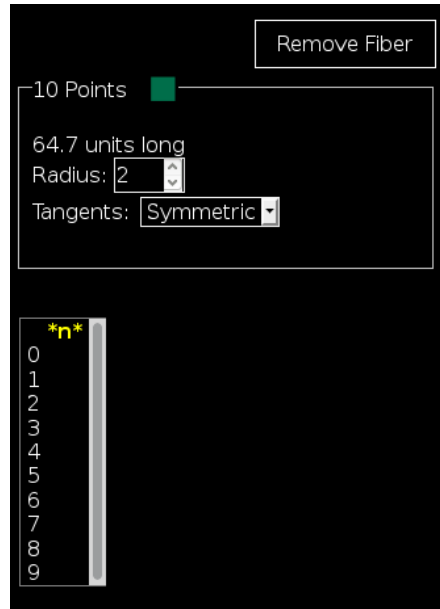 Remove Fiber
10 Points
64.7 units long
Radius: 2
Tangents: Symmetric
*n*
0
1
2
3
4
5
6
7
8
9